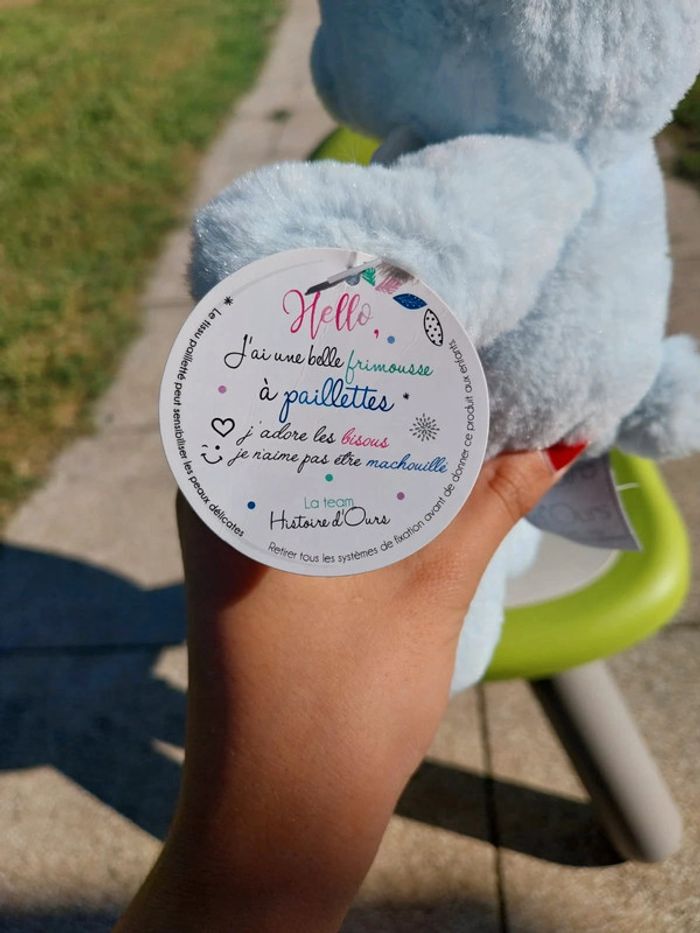 Hello,
J'ai une belle frimousse
à paillettes
j'adore les bisous
je n'aime pas être machouillé
La team
Histoire d'Ours
* Le tissu pailletté peut sensibiliser les peaux délicates
Retirer tous les systèmes de fixation avant de donner ce produit aux enfants.